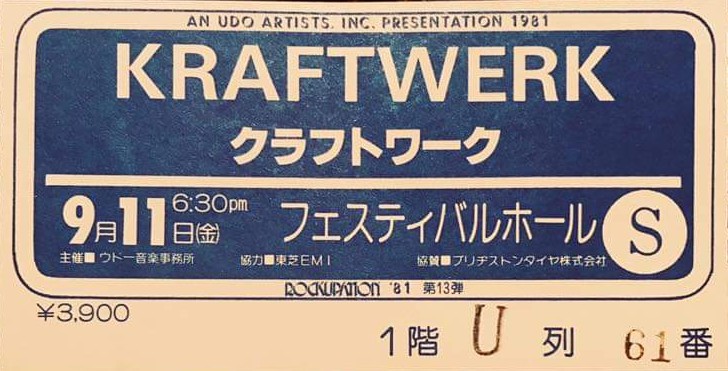 AN UDO ARTISTS, INC. PRESENTATION 1981
KRAFTWERK
クラフトワーク
9月11日(金) 6:30pm フェスティバルホール S
主催■ウドー音楽事務所 協力■東芝EMI 協賛■ブリヂストンタイヤ株式会社
ROCKUPATION '81 第13弾
¥3,900
1階 U 列 61番